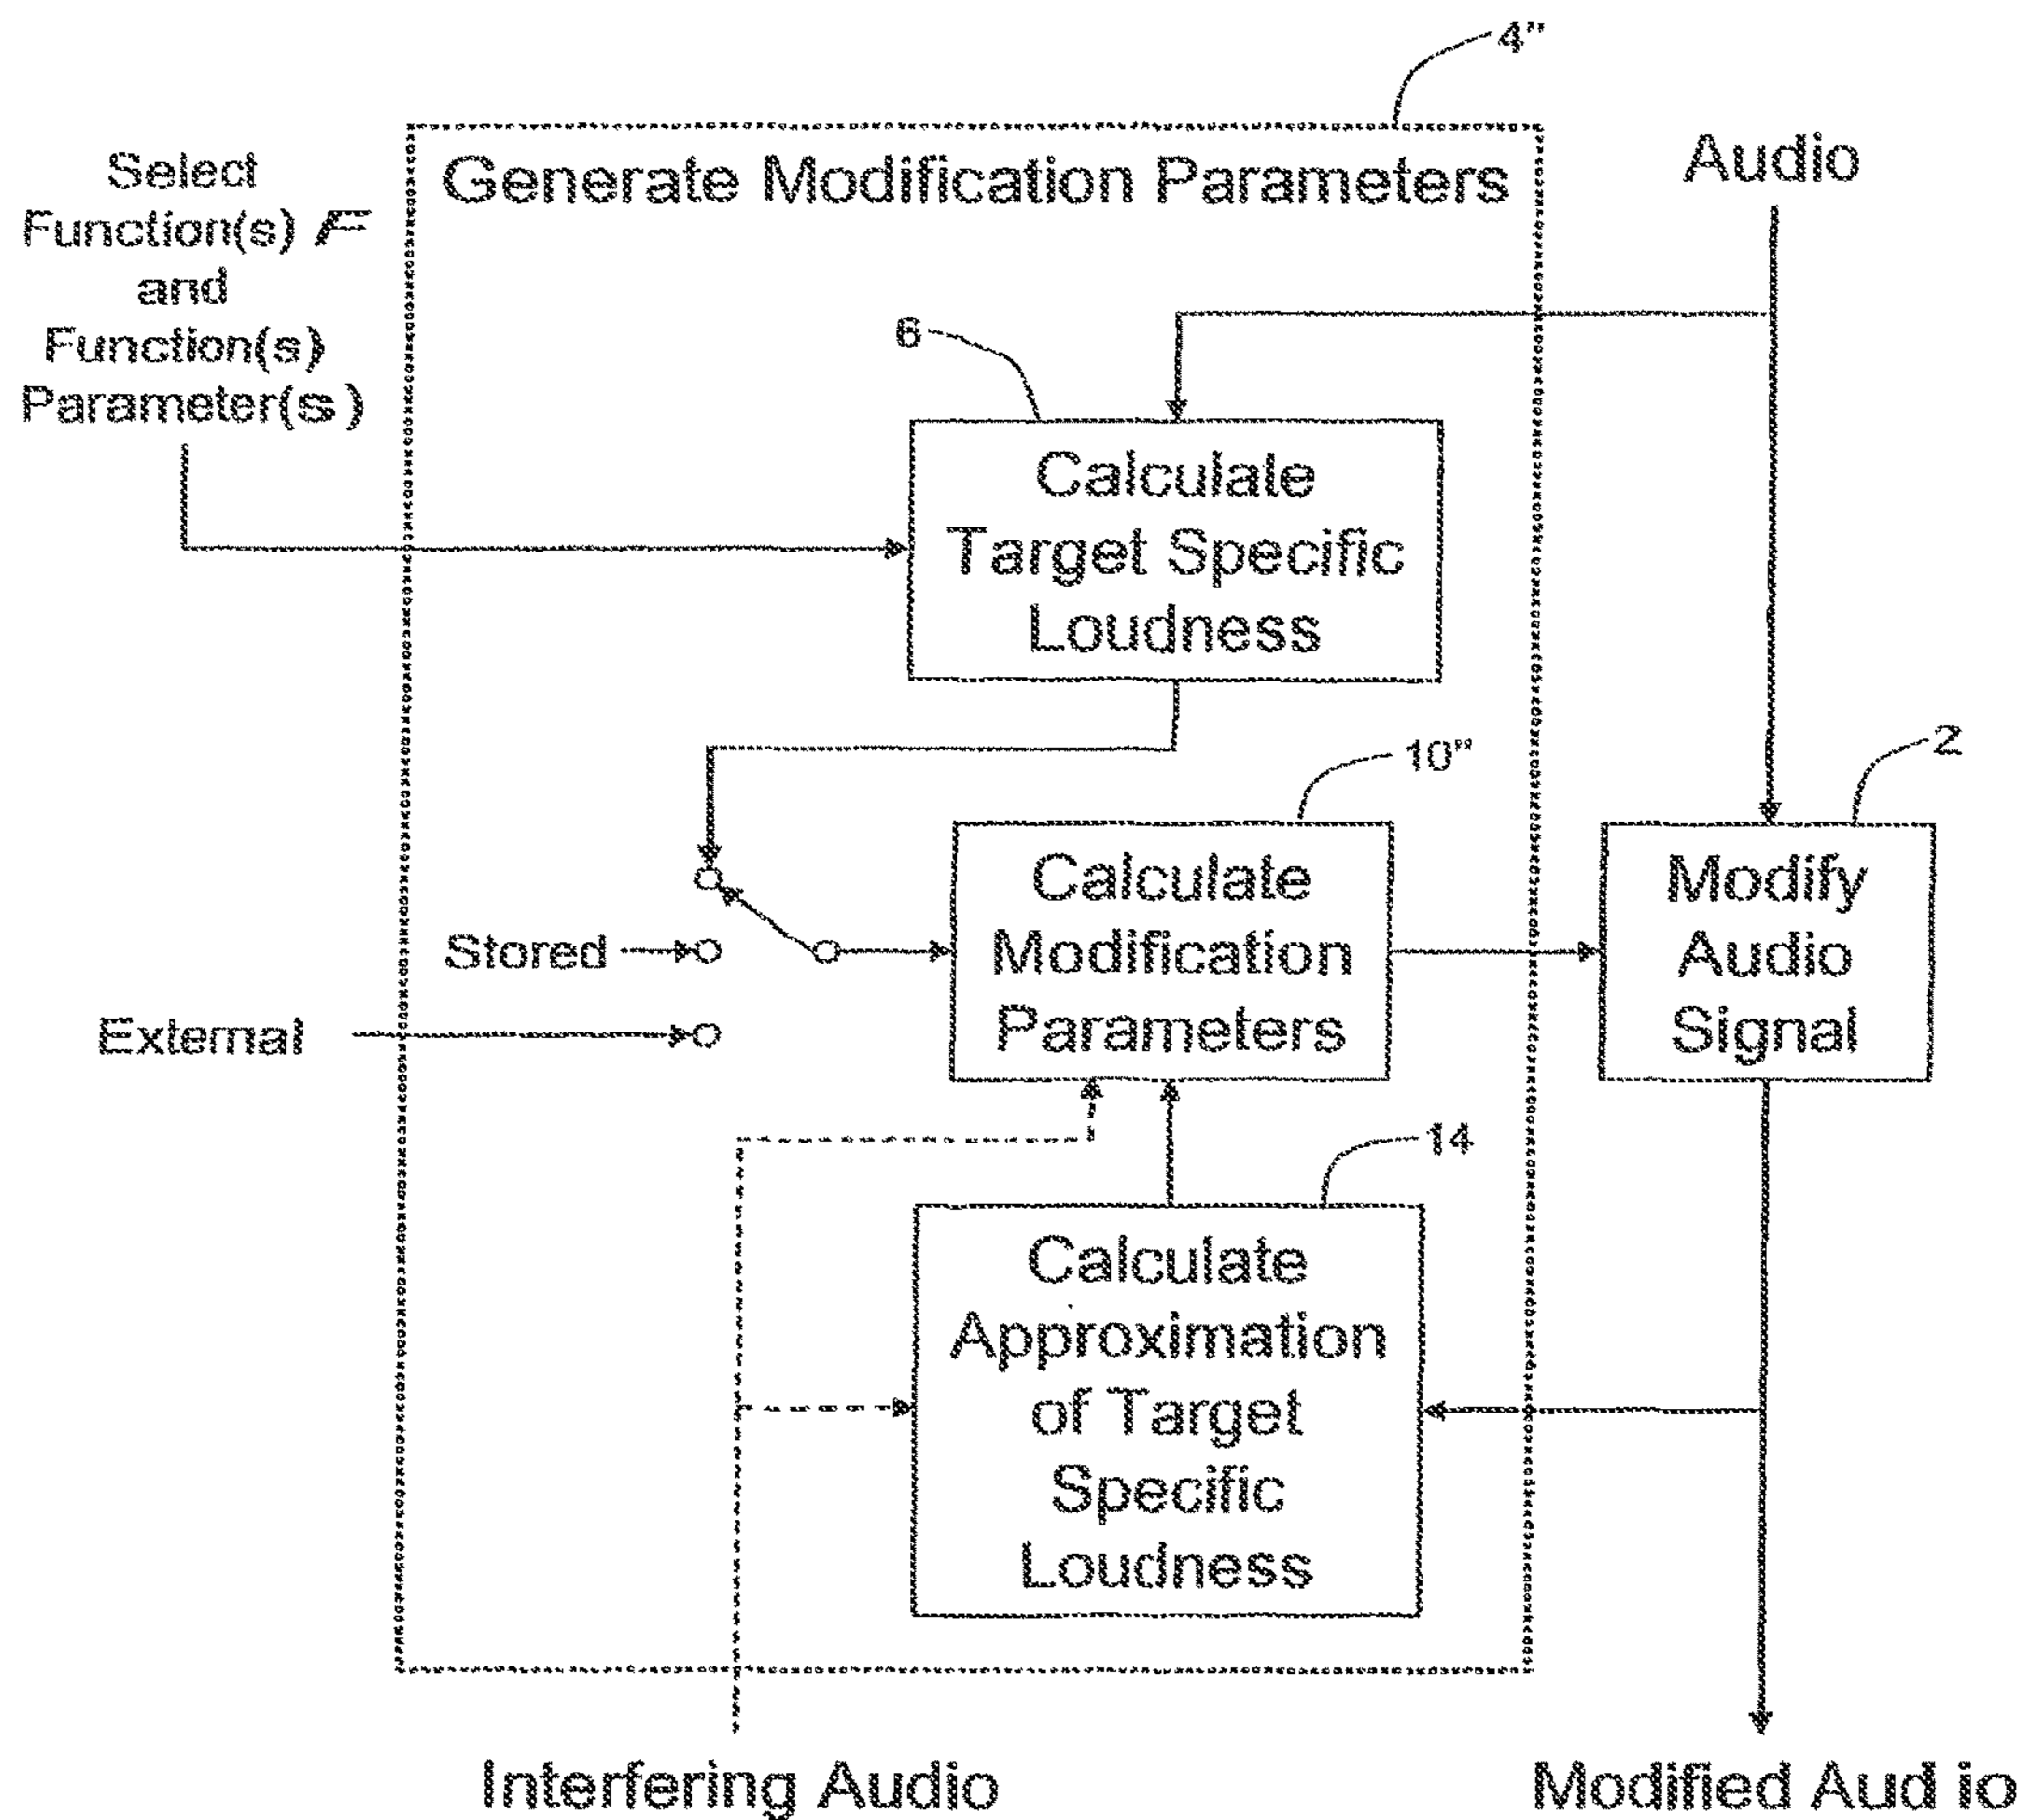 4"
Select
Function(s) F
and
Function(s)
Parameter(s)
Generate Modification Parameters
Audio
6
Calculate
Target Specific
Loudness
10"
2
Calculate
Modification
Parameters
Modify
Audio
Signal
Stored
External
14
Calculate
Approximation
of Target
Specific
Loudness
Interfering Audio
Modified Aud io